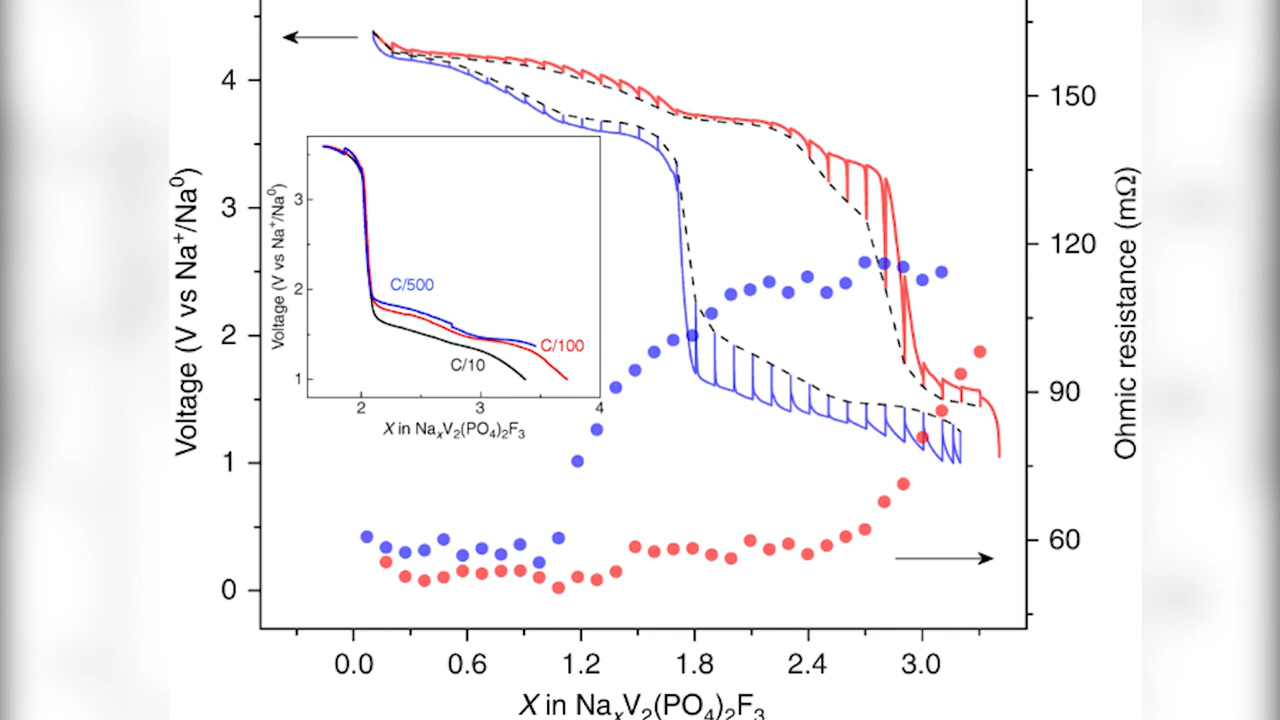 4
3
2
1
0
Voltage (V vs Na⁺/Na⁰)
150
120
90
60
Ohmic resistance (mΩ)
0.0 0.6 1.2 1.8 2.4 3.0
X in NaₓV₂(PO₄)₂F₃
3
2
1
Voltage (V vs Na⁺/Na⁰)
C/500
C/100
C/10
2 3 4
X in NaₓV₂(PO₄)₂F₃